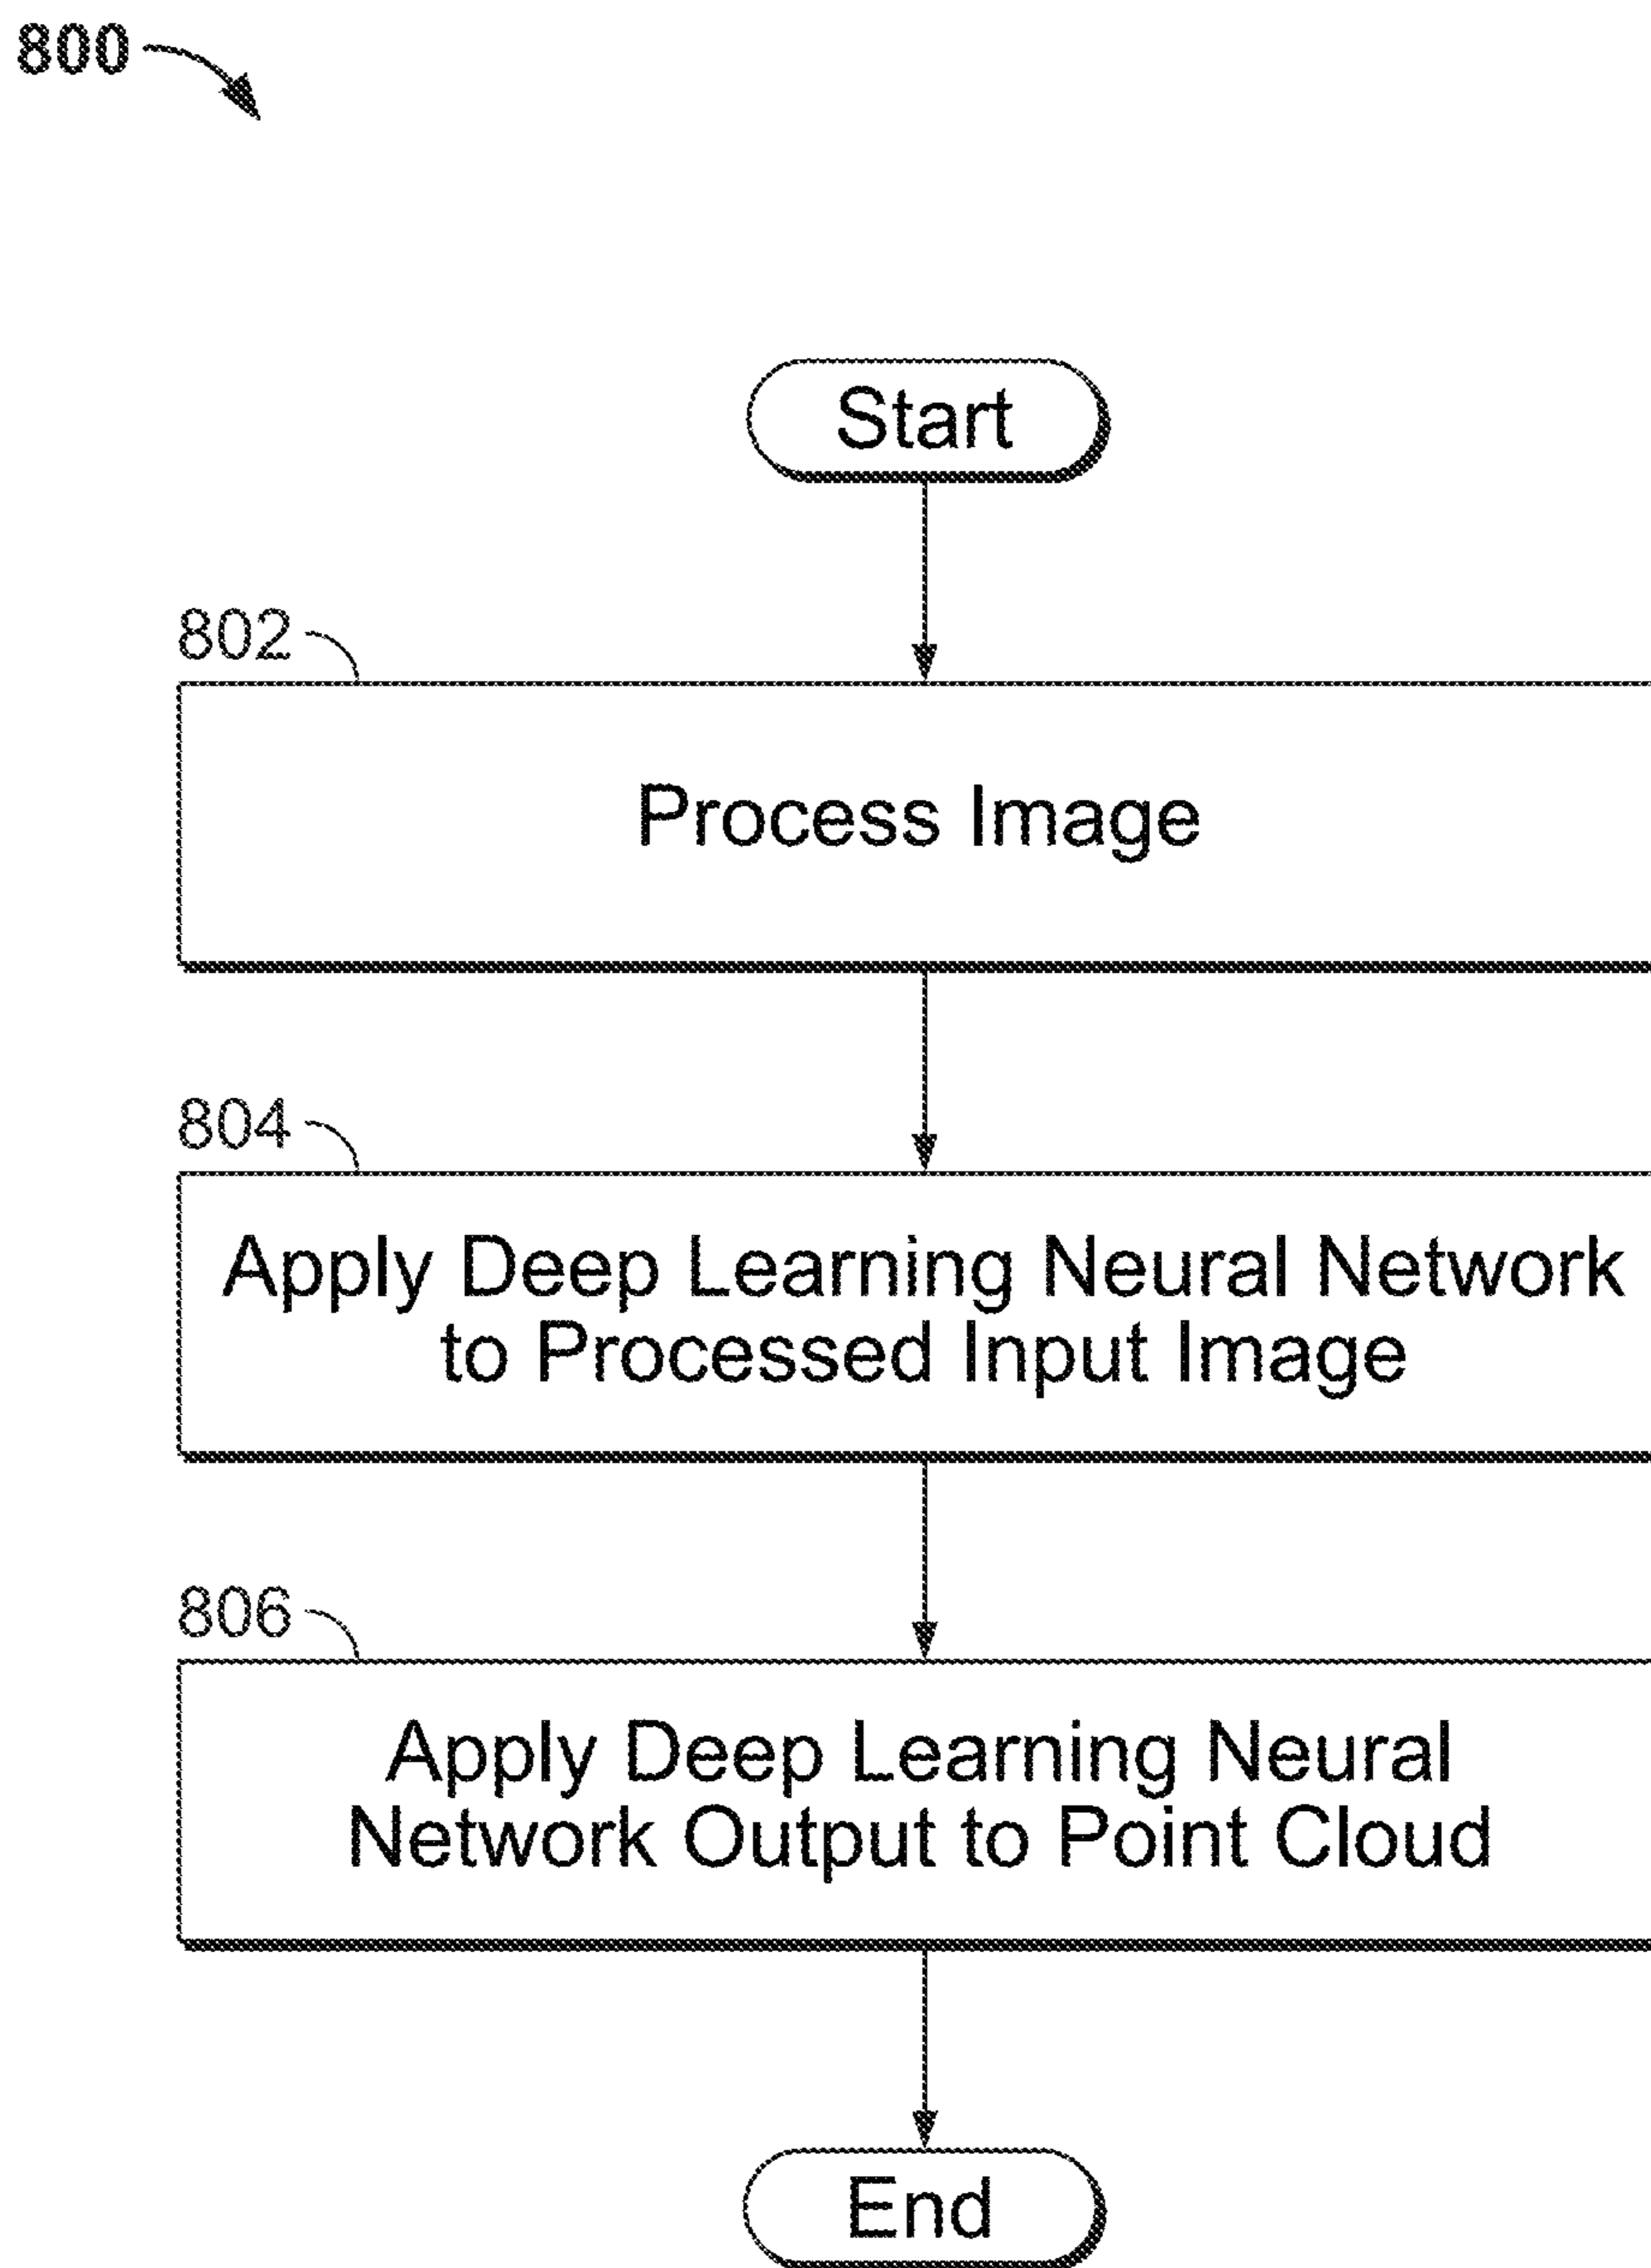 800
Start
802
Process Image
804
Apply Deep Learning Neural Network
to Processed Input Image
806
Apply Deep Learning Neural
Network Output to Point Cloud
End